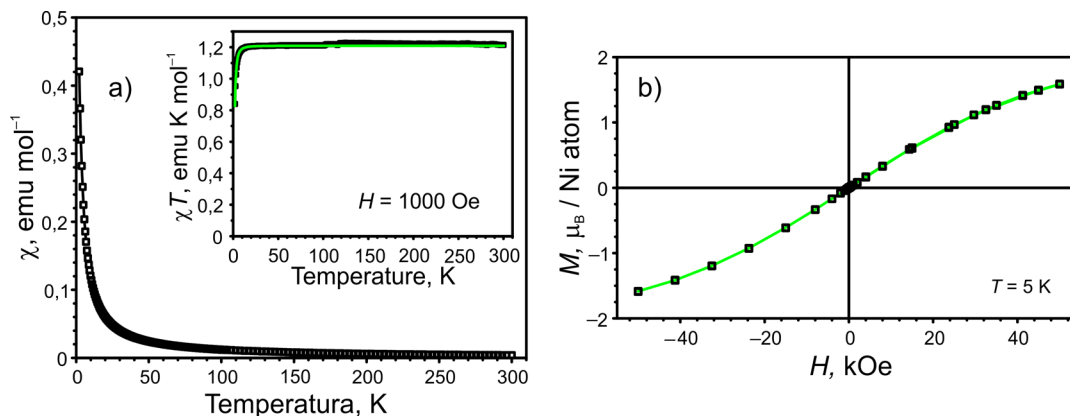 a)
χ, emu mol⁻¹
0,5
0,4
0,3
0,2
0,1
0
0 50 100 150 200 250 300
Temperatura, K
χT, emu K mol⁻¹
1,2
1,0
0,8
0,6
0,4
1,2
0
0 50 100 150 200 250 300
Temperature, K
H = 1000 Oe
b)
M, μB / Ni atom
2
1
0
−1
−2
−40 −20 0 20 40
H, kOe
T = 5 K